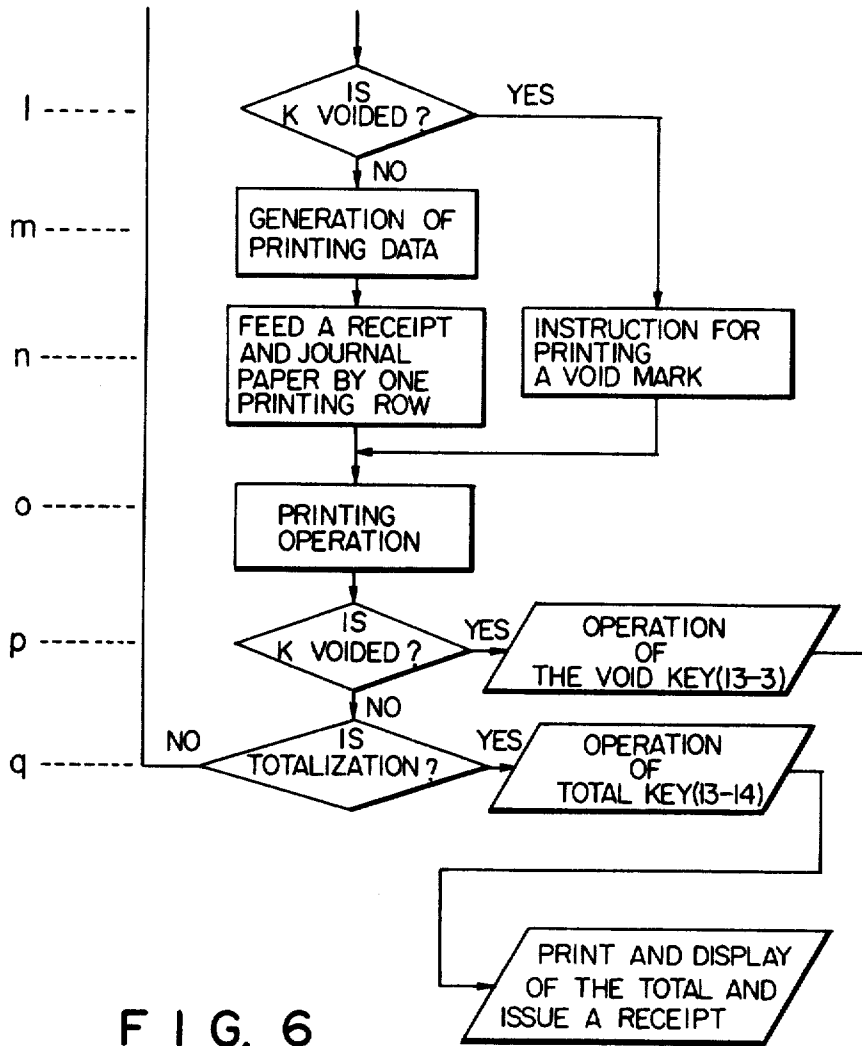 IS
K VOIDED?
YES
l
NO
GENERATION OF
PRINTING DATA
m
FEED A RECEIPT
AND JOURNAL
PAPER BY ONE
PRINTING ROW
INSTRUCTION FOR
PRINTING
A VOID MARK
n
o
PRINTING
OPERATION
IS
K VOIDED?
YES
OPERATION
OF
THE VOID KEY(13-3)
p
NO
NO
IS
TOTALIZATION?
YES
OPERATION
OF
TOTAL KEY(13-14)
q
PRINT AND DISPLAY
OF THE TOTAL AND
ISSUE A RECEIPT
FIG. 6